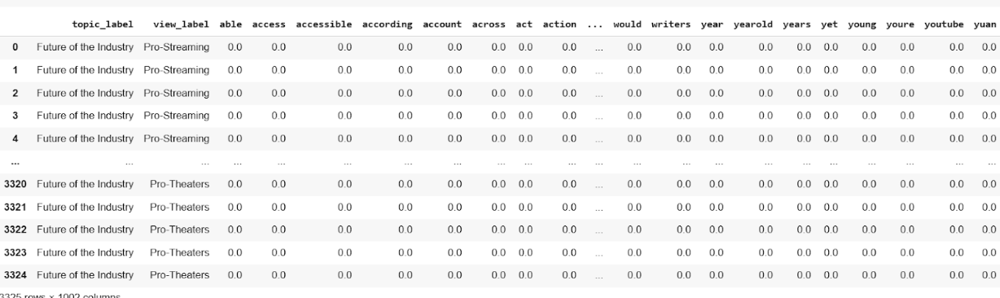 topic_label view_label able access accessible according account across act action ... would writers year yearold years yet young youre youtube yuan
0 Future of the Industry Pro-Streaming 0.0 0.0 0.0 0.0 0.0 0.0 0.0 0.0 ... 0.0 0.0 0.0 0.0 0.0 0.0 0.0 0.0 0.0 0.0
1 Future of the Industry Pro-Streaming 0.0 0.0 0.0 0.0 0.0 0.0 0.0 0.0 ... 0.0 0.0 0.0 0.0 0.0 0.0 0.0 0.0 0.0 0.0
2 Future of the Industry Pro-Streaming 0.0 0.0 0.0 0.0 0.0 0.0 0.0 0.0 ... 0.0 0.0 0.0 0.0 0.0 0.0 0.0 0.0 0.0 0.0
3 Future of the Industry Pro-Streaming 0.0 0.0 0.0 0.0 0.0 0.0 0.0 0.0 ... 0.0 0.0 0.0 0.0 0.0 0.0 0.0 0.0 0.0 0.0
4 Future of the Industry Pro-Streaming 0.0 0.0 0.0 0.0 0.0 0.0 0.0 0.0 ... 0.0 0.0 0.0 0.0 0.0 0.0 0.0 0.0 0.0 0.0
... ... ... ... ... ... ... ... ... ... ... ... ... ... ... ... ... ... ... ... ... ...
3320 Future of the Industry Pro-Theaters 0.0 0.0 0.0 0.0 0.0 0.0 0.0 0.0 ... 0.0 0.0 0.0 0.0 0.0 0.0 0.0 0.0 0.0 0.0
3321 Future of the Industry Pro-Theaters 0.0 0.0 0.0 0.0 0.0 0.0 0.0 0.0 ... 0.0 0.0 0.0 0.0 0.0 0.0 0.0 0.0 0.0 0.0
3322 Future of the Industry Pro-Theaters 0.0 0.0 0.0 0.0 0.0 0.0 0.0 0.0 ... 0.0 0.0 0.0 0.0 0.0 0.0 0.0 0.0 0.0 0.0
3323 Future of the Industry Pro-Theaters 0.0 0.0 0.0 0.0 0.0 0.0 0.0 0.0 ... 0.0 0.0 0.0 0.0 0.0 0.0 0.0 0.0 0.0 0.0
3324 Future of the Industry Pro-Theaters 0.0 0.0 0.0 0.0 0.0 0.0 0.0 0.0 ... 0.0 0.0 0.0 0.0 0.0 0.0 0.0 0.0 0.0 0.0
3325 rows × 1002 columns